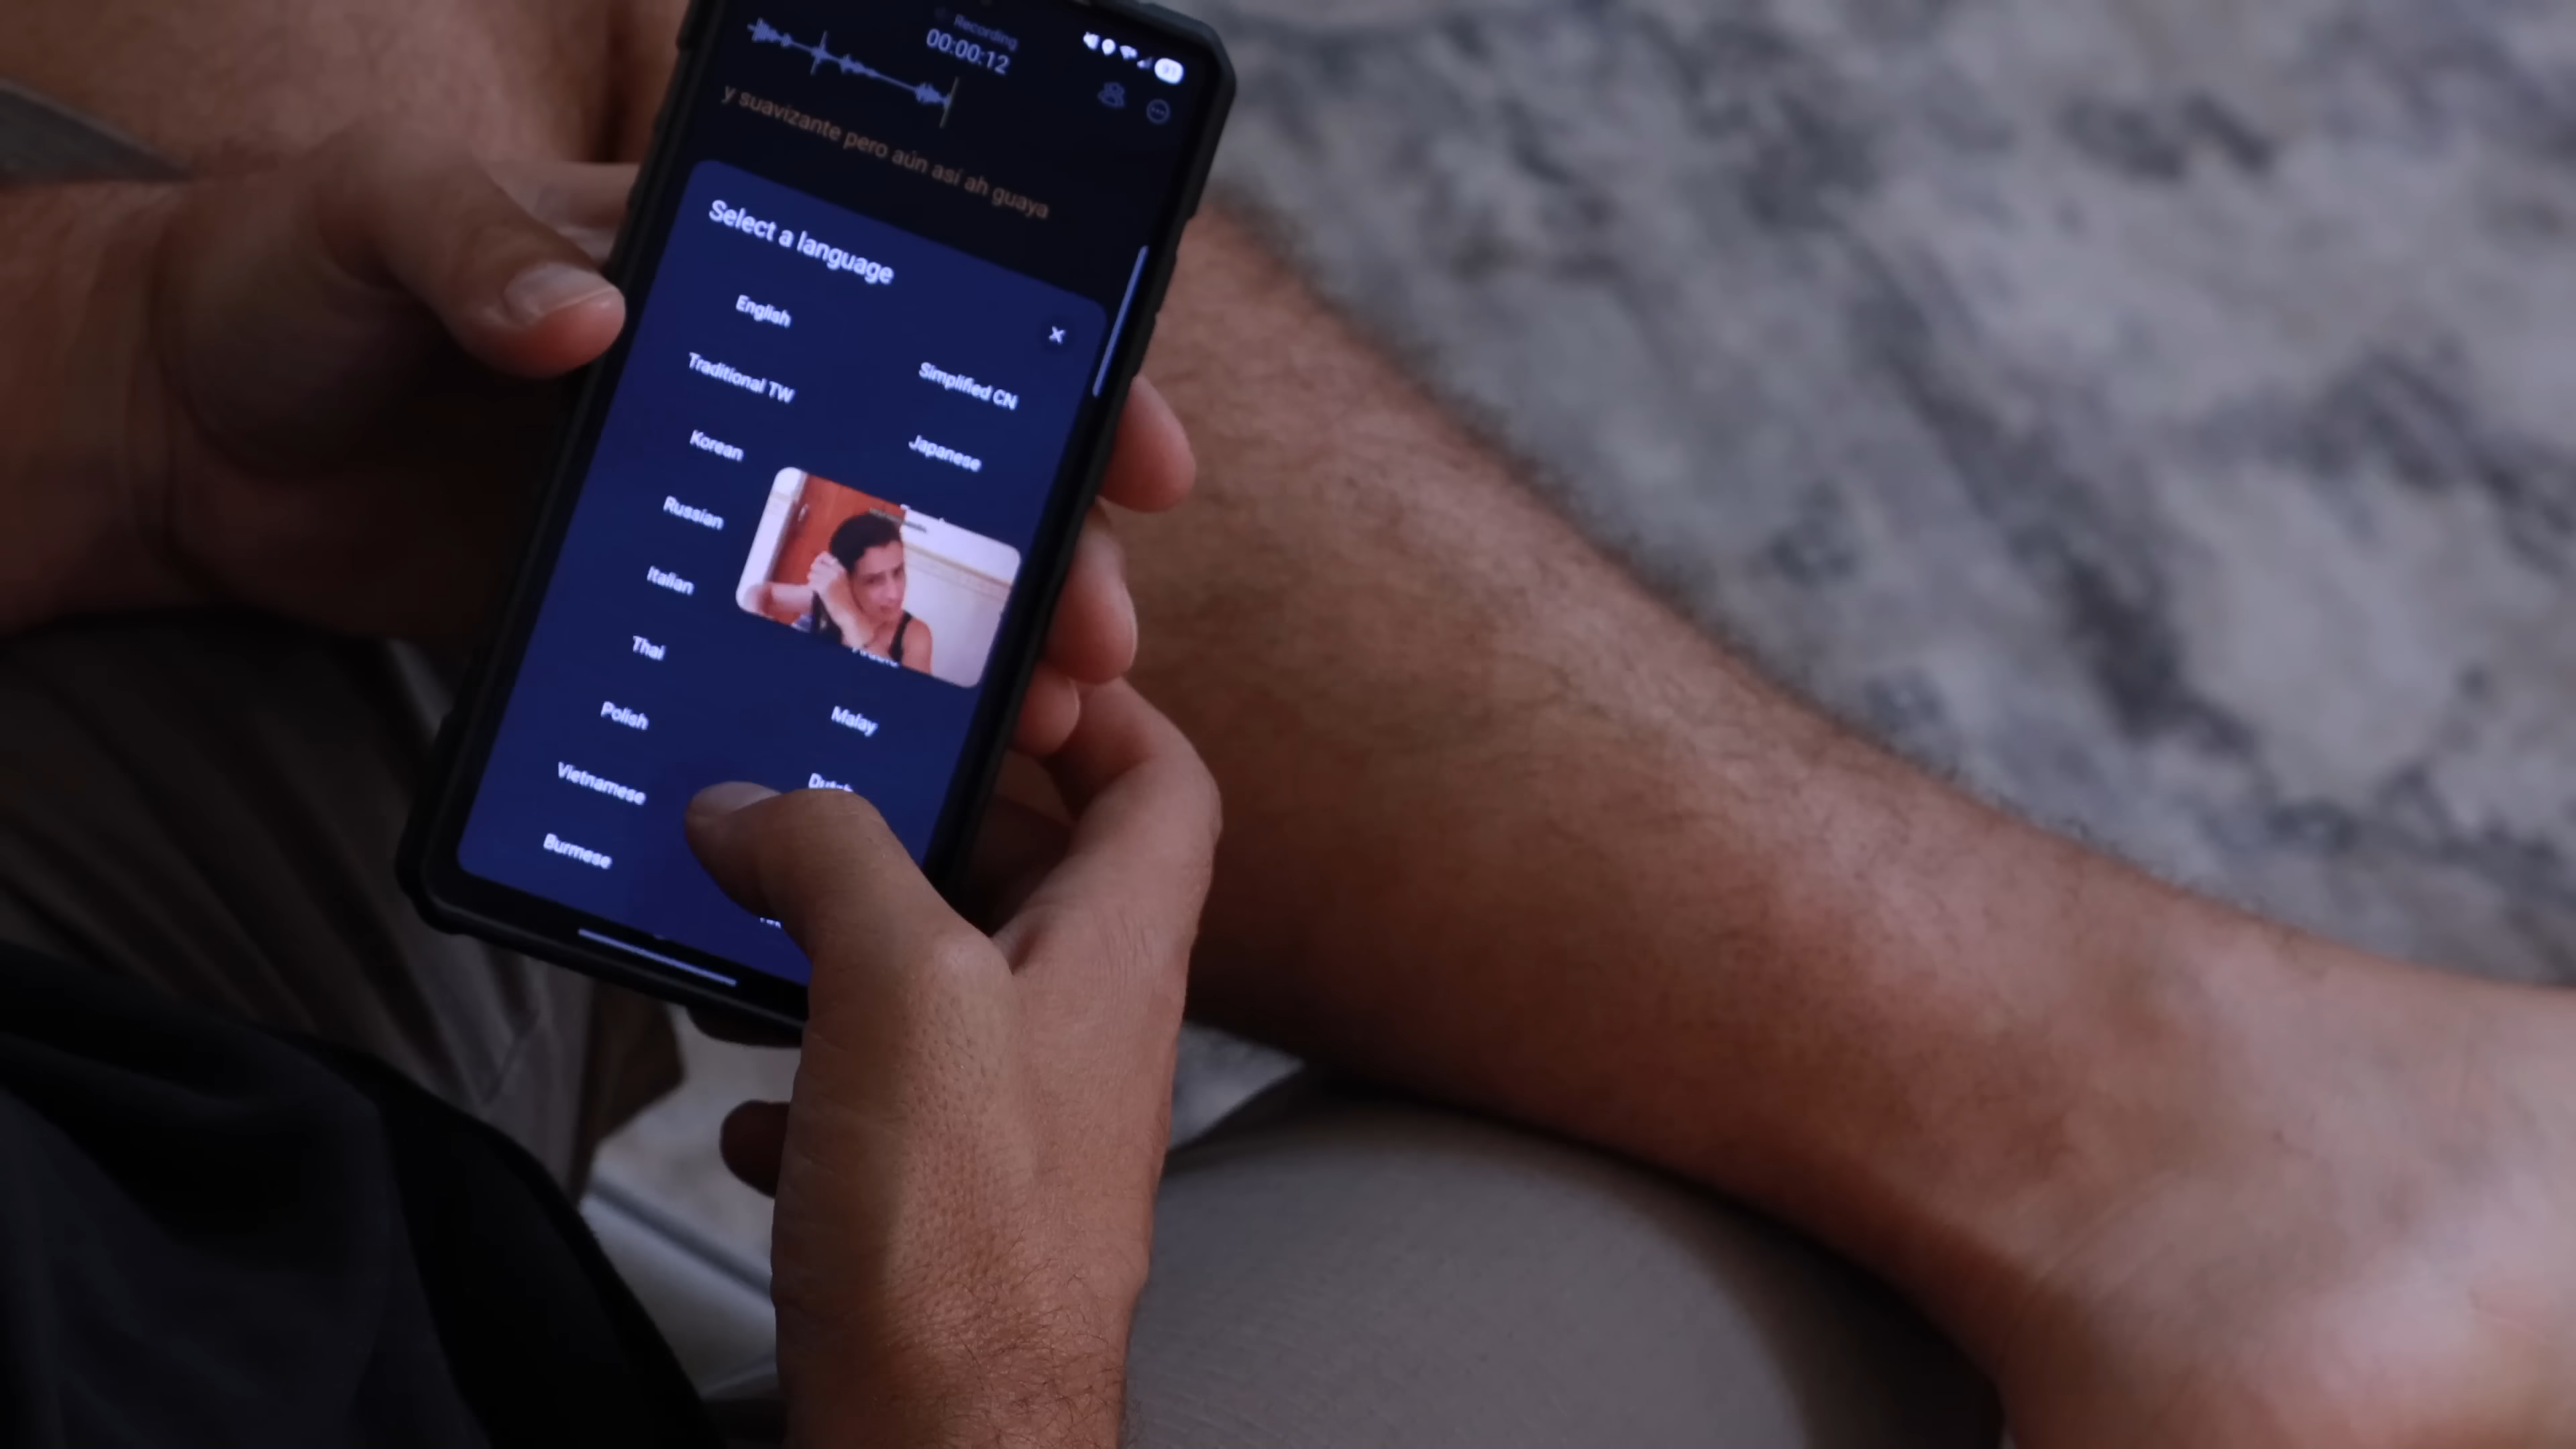 Recording
00:00:12
y suavizante pero aún así ah guaya
Select a language
English
Simplified CN
Traditional TW
Japanese
Korean
Russian
Italian
Thai
Polish
Malay
Vietnamese
Dutch
Burmese